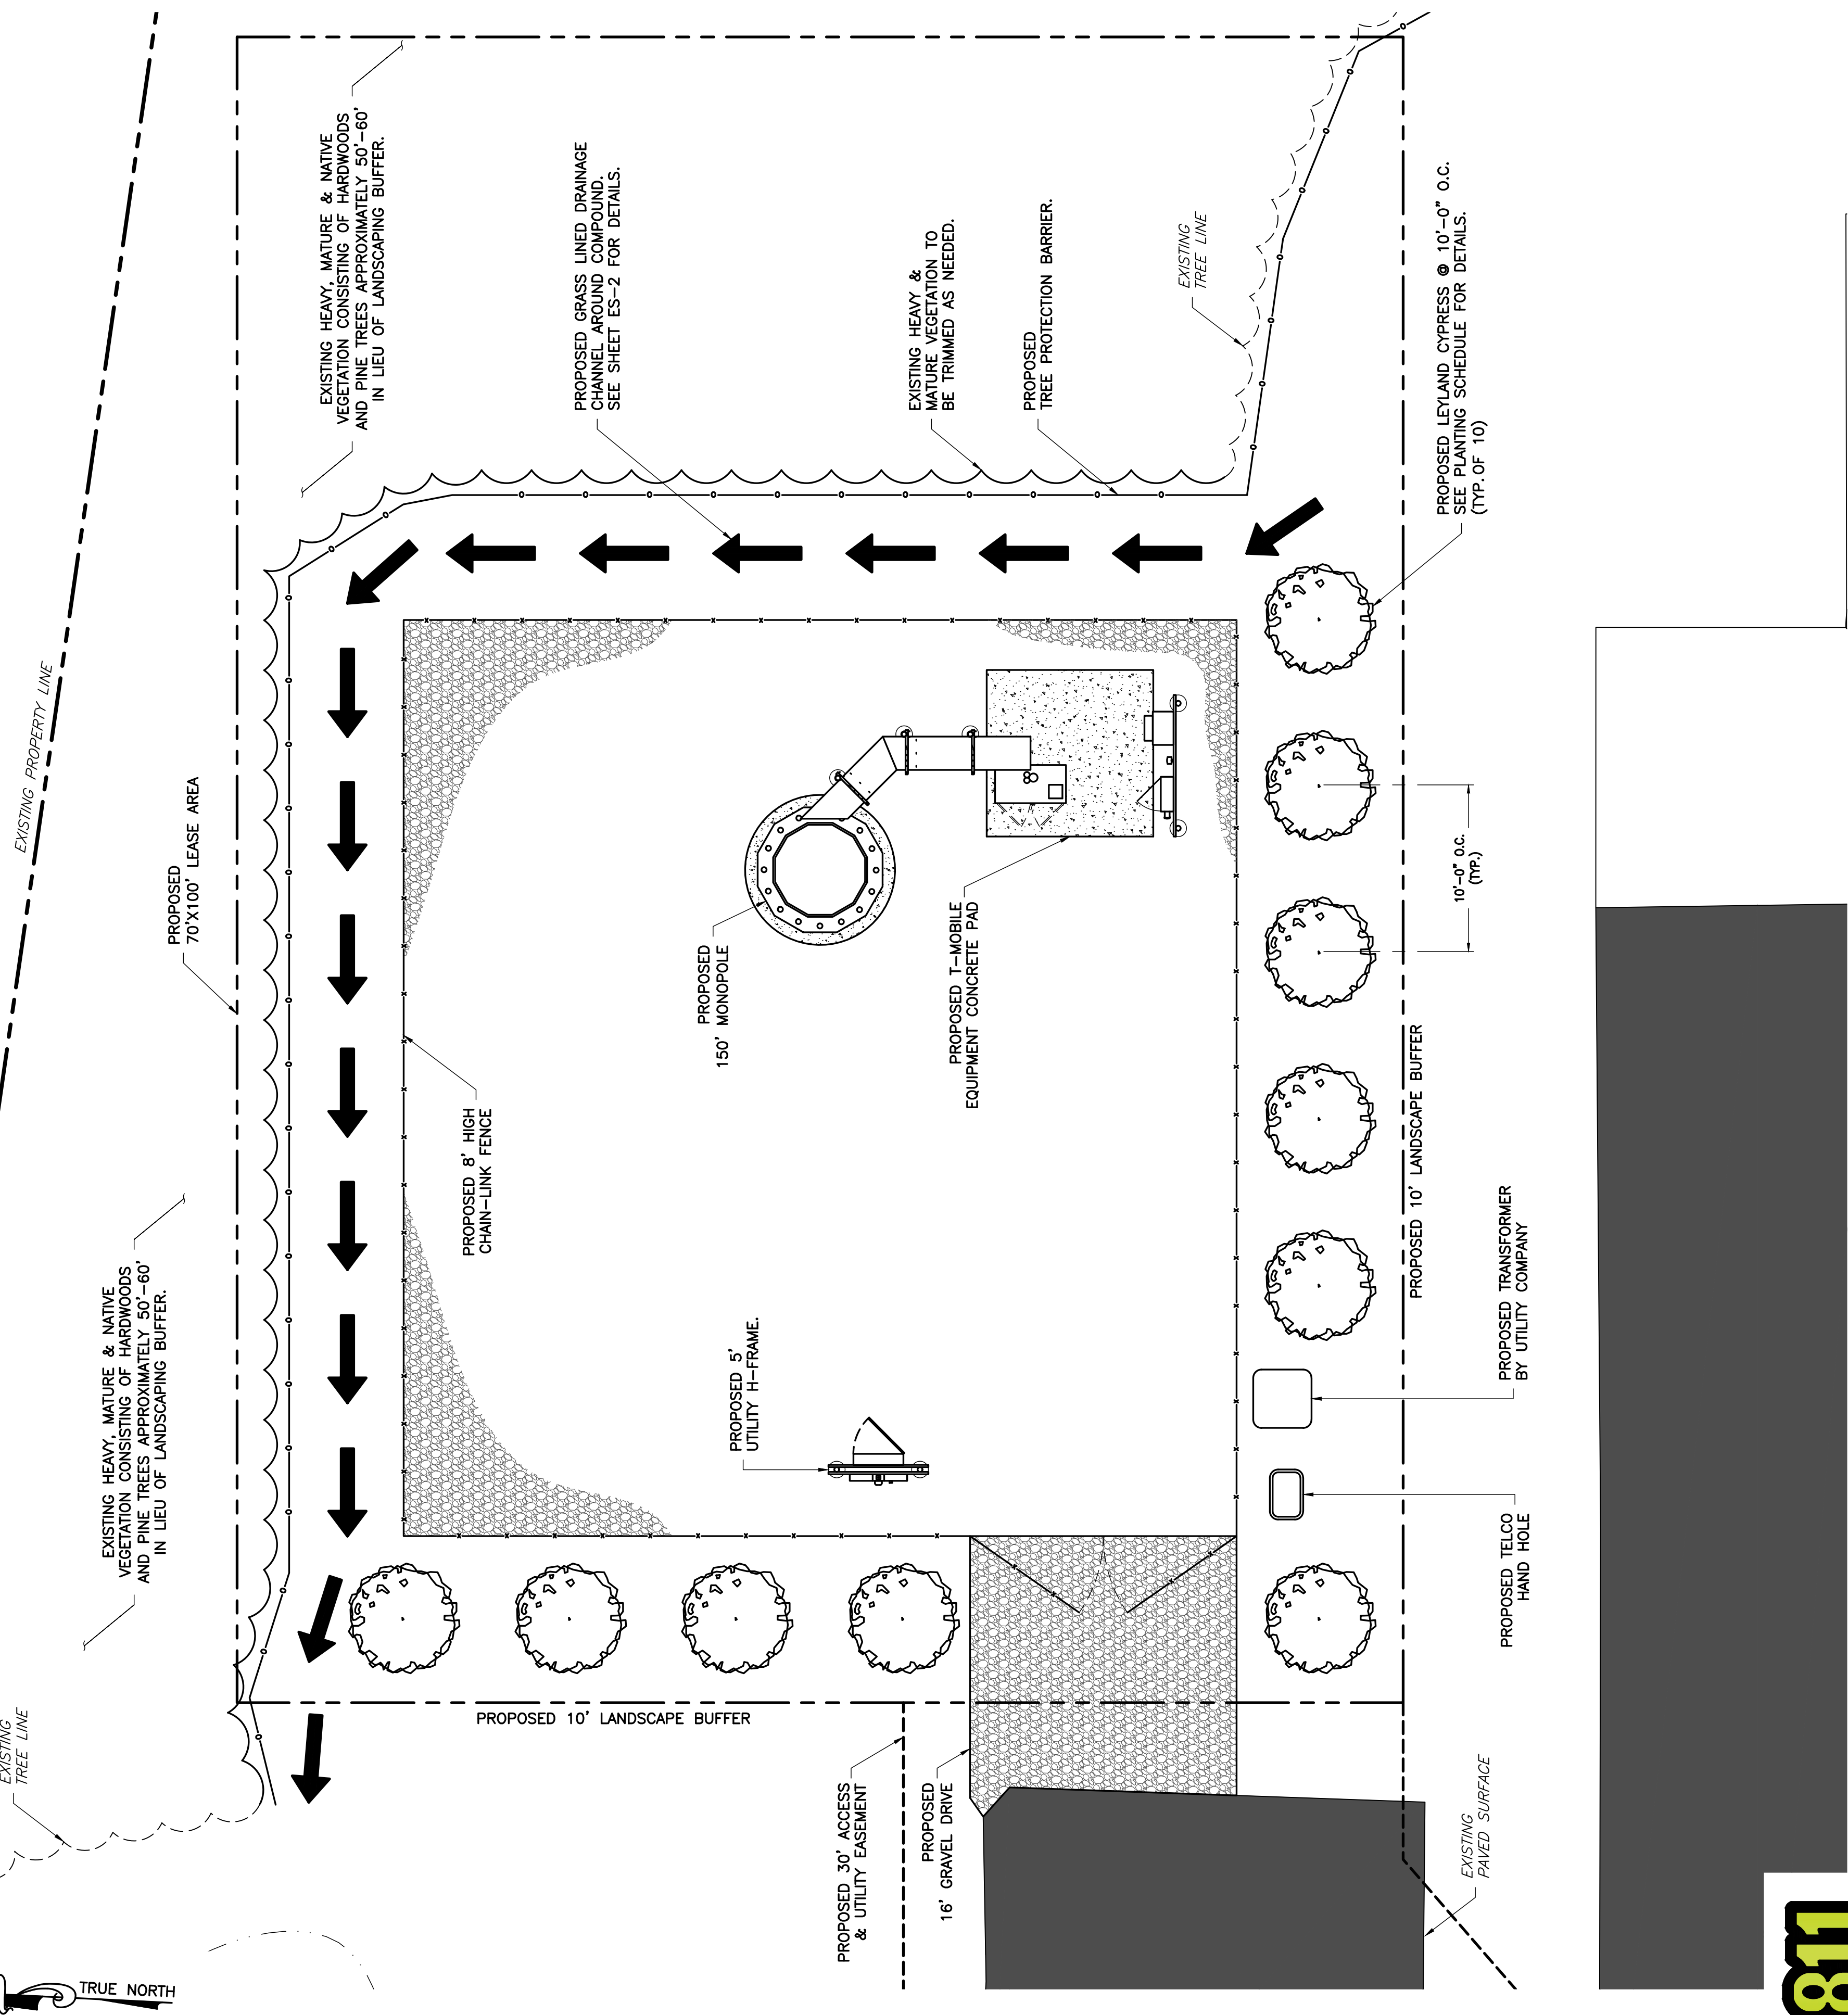 EXISTING PROPERTY LINE
EXISTING HEAVY, MATURE & NATIVE
VEGETATION CONSISTING OF HARDWOODS
AND PINE TREES APPROXIMATELY 50'-60'
IN LIEU OF LANDSCAPING BUFFER.
PROPOSED GRASS LINED DRAINAGE
CHANNEL AROUND COMPOUND.
SEE SHEET ES-2 FOR DETAILS.
EXISTING HEAVY &
MATURE VEGETATION TO
BE TRIMMED AS NEEDED.
PROPOSED
TREE PROTECTION BARRIER.
EXISTING
TREE LINE
PROPOSED LEYLAND CYPRESS @ 10'-0" O.C.
SEE PLANTING SCHEDULE FOR DETAILS.
(TYP. OF 10)
PROPOSED
70'X100' LEASE AREA
PROPOSED
150' MONOPOLE
PROPOSED T-MOBILE
EQUIPMENT CONCRETE PAD
10'-0" O.C.
(TYP.)
PROPOSED 8' HIGH
CHAIN-LINK FENCE
PROPOSED 10' LANDSCAPE BUFFER
EXISTING HEAVY, MATURE & NATIVE
VEGETATION CONSISTING OF HARDWOODS
AND PINE TREES APPROXIMATELY 50'-60'
IN LIEU OF LANDSCAPING BUFFER.
PROPOSED 5'
UTILITY H-FRAME.
PROPOSED TRANSFORMER
BY UTILITY COMPANY
PROPOSED TELCO
HAND HOLE
EXISTING
TREE LINE
PROPOSED 10' LANDSCAPE BUFFER
PROPOSED 30' ACCESS
& UTILITY EASEMENT
PROPOSED
16' GRAVEL DRIVE
EXISTING
PAVED SURFACE
TRUE NORTH
811